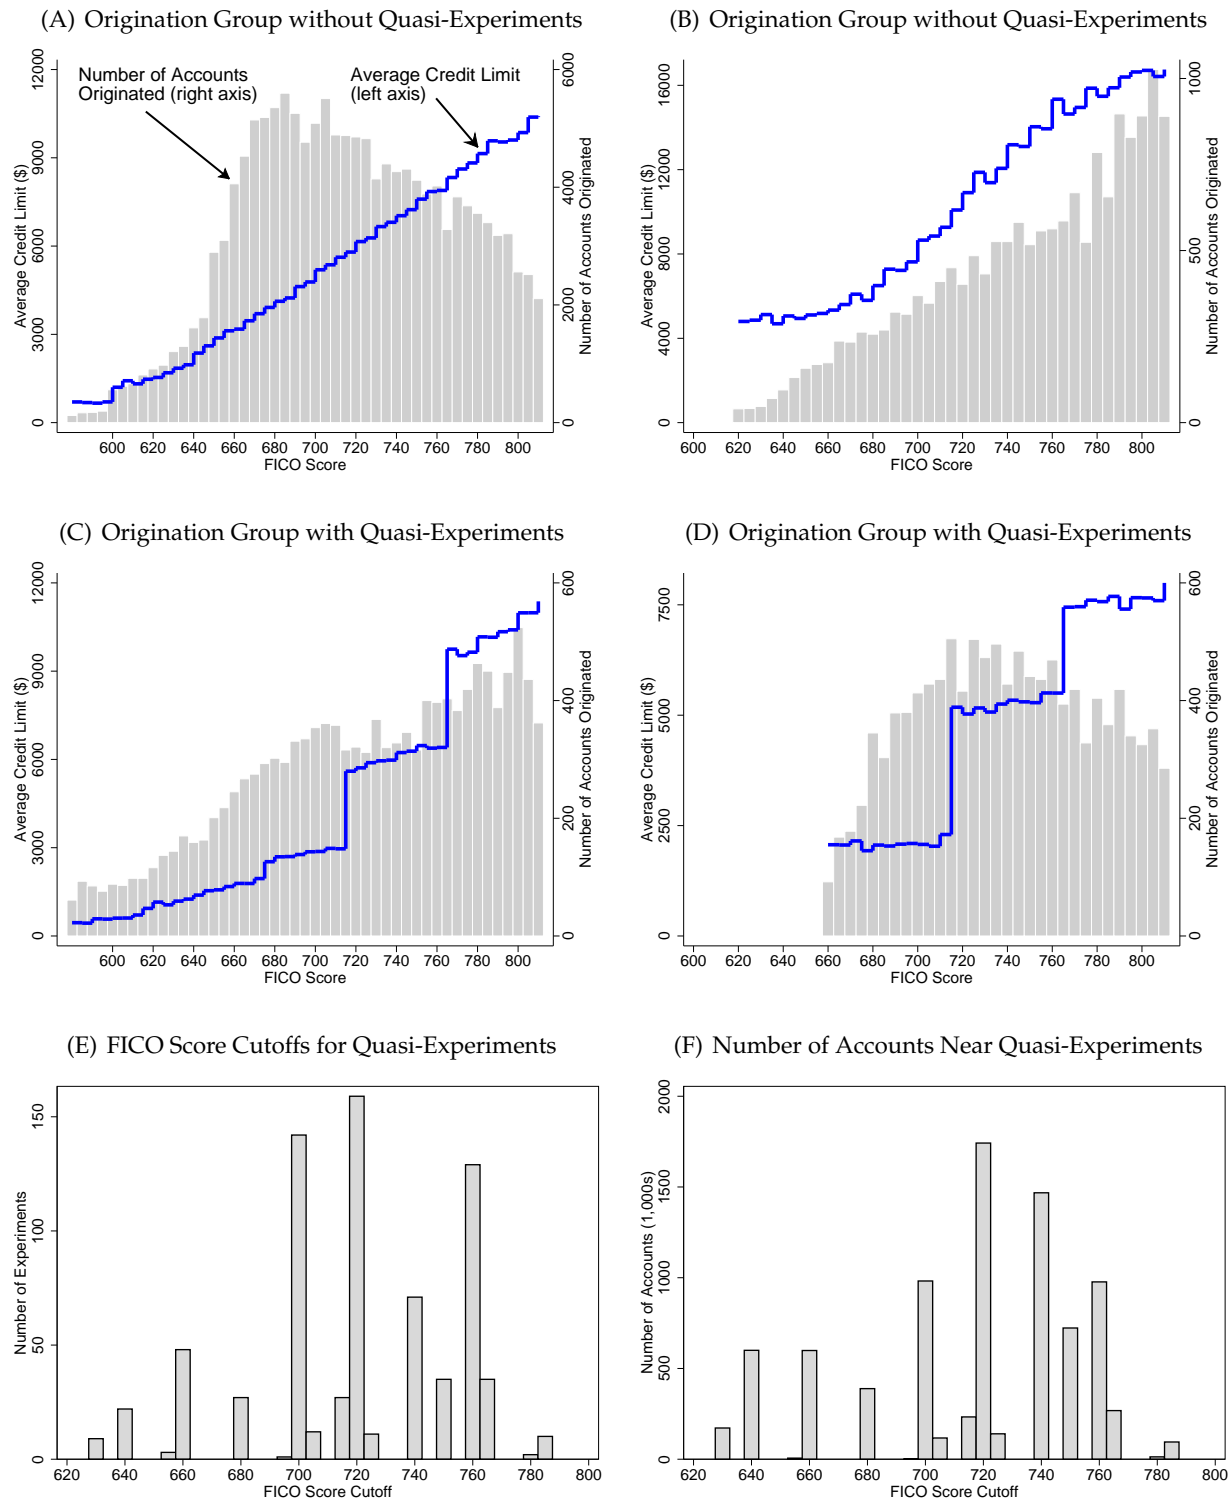 (A) Origination Group without Quasi-Experiments
Number of Accounts
Originated (right axis)
Average Credit Limit
(left axis)
Average Credit Limit ($)
0 3000 6000 9000 12000
Number of Accounts Originated
0 2000 4000 6000
600 620 640 660 680 700 720 740 760 780 800
FICO Score
(B) Origination Group without Quasi-Experiments
Average Credit Limit ($)
0 4000 8000 12000 16000
Number of Accounts Originated
0 500 1000
600 620 640 660 680 700 720 740 760 780 800
FICO Score
(C) Origination Group with Quasi-Experiments
Average Credit Limit ($)
0 3000 6000 9000 12000
Number of Accounts Originated
0 200 400 600
600 620 640 660 680 700 720 740 760 780 800
FICO Score
(D) Origination Group with Quasi-Experiments
Average Credit Limit ($)
0 2500 5000 7500
Number of Accounts Originated
0 200 400 600
600 620 640 660 680 700 720 740 760 780 800
FICO Score
(E) FICO Score Cutoffs for Quasi-Experiments
Number of Experiments
0 50 100 150
620 640 660 680 700 720 740 760 780 800
FICO Score Cutoff
(F) Number of Accounts Near Quasi-Experiments
Number of Accounts (1,000s)
0 500 1000 1500 2000
620 640 660 680 700 720 740 760 780 800
FICO Score Cutoff